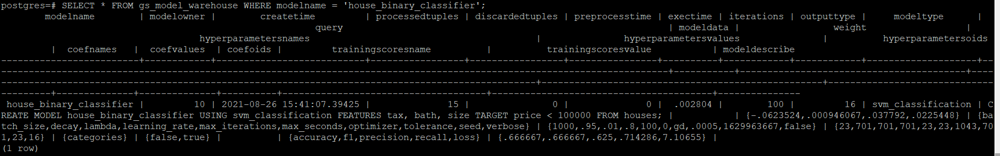 postgres=# SELECT * FROM gs_model_warehouse WHERE modelname = 'house_binary_classifier';
        modelname        | modelowner |         createtime         | processedtuples | discardedtuples | preprocesstime | exectime | iterations | outputtype |     modeltype      |
                                                         query                                                           | modeldata |                 weight                  |
                                    hyperparametersnames                                         |               hyperparametersvalues               |          hyperparametersoids
         |  coefnames   |  coefvalues  | coefoids |         trainingscoresname          |          trainingscoresvalue           | modeldescribe
-------------------------+------------+----------------------------+-----------------+-----------------+----------------+----------+------------+------------+--------------------+--
-------------------------------------------------------------------------------------------------------------------------+-----------+-----------------------------------------+----
-------------------------------------------------------------------------------------------------+---------------------------------------------------+------------------------------
---------+--------------+--------------+----------+-------------------------------------+----------------------------------------+---------------
 house_binary_classifier |         10 | 2021-08-26 15:41:07.39425 |              15 |               0 |              0 |  .002804 |        100 |         16 | svm_classification | C
REATE MODEL house_binary_classifier USING svm_classification FEATURES tax, bath, size TARGET price < 100000 FROM houses; |           | {-.0623524,.000946067,.037792,.0225448} | {ba
tch_size,decay,lambda,learning_rate,max_iterations,max_seconds,optimizer,tolerance,seed,verbose} | {1000,.95,.01,.8,100,0,gd,.0005,1629963667,false} | {23,701,701,701,23,23,1043,70
1,23,16} | {categories} | {false,true} |          | {accuracy,f1,precision,recall,loss} | {.666667,.666667,.625,.714286,7.10655} |
(1 row)